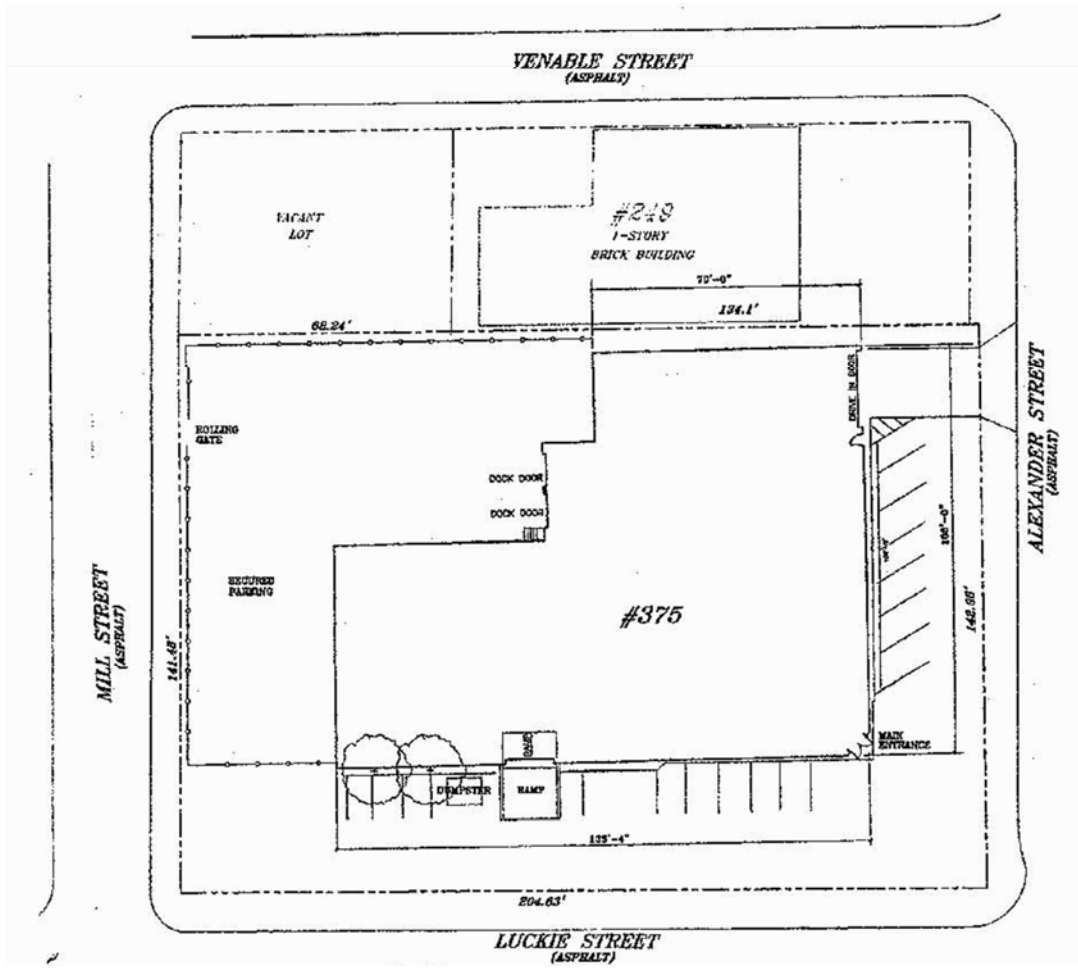 VENABLE STREET
(ASPHALT)
VACANT
LOT
#249
1-STORY
BRICK BUILDING
70'-0"
134.1'
68.24'
DRIVE IN DOOR
ROLLING
GATE
DOCK DOOR
DOCK DOOR
ALEXANDER STREET
(ASPHALT)
SECURED
PARKING
#375
142.98'
MILL STREET
(ASPHALT)
141.48'
MAIN
ENTRANCE
DUMPSTER
RAMP
135'-4"
204.63'
LUCKIE STREET
(ASPHALT)